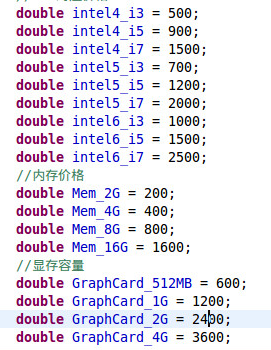 double intel4_i3 = 500;
double intel4_i5 = 900;
double intel4_i7 = 1500;
double intel5_i3 = 700;
double intel5_i5 = 1200;
double intel5_i7 = 2000;
double intel6_i3 = 1000;
double intel6_i5 = 1500;
double intel6_i7 = 2500;
//内存价格
double Mem_2G = 200;
double Mem_4G = 400;
double Mem_8G = 800;
double Mem_16G = 1600;
//显存容量
double GraphCard_512MB = 600;
double GraphCard_1G = 1200;
double GraphCard_2G = 2400;
double GraphCard_4G = 3600;